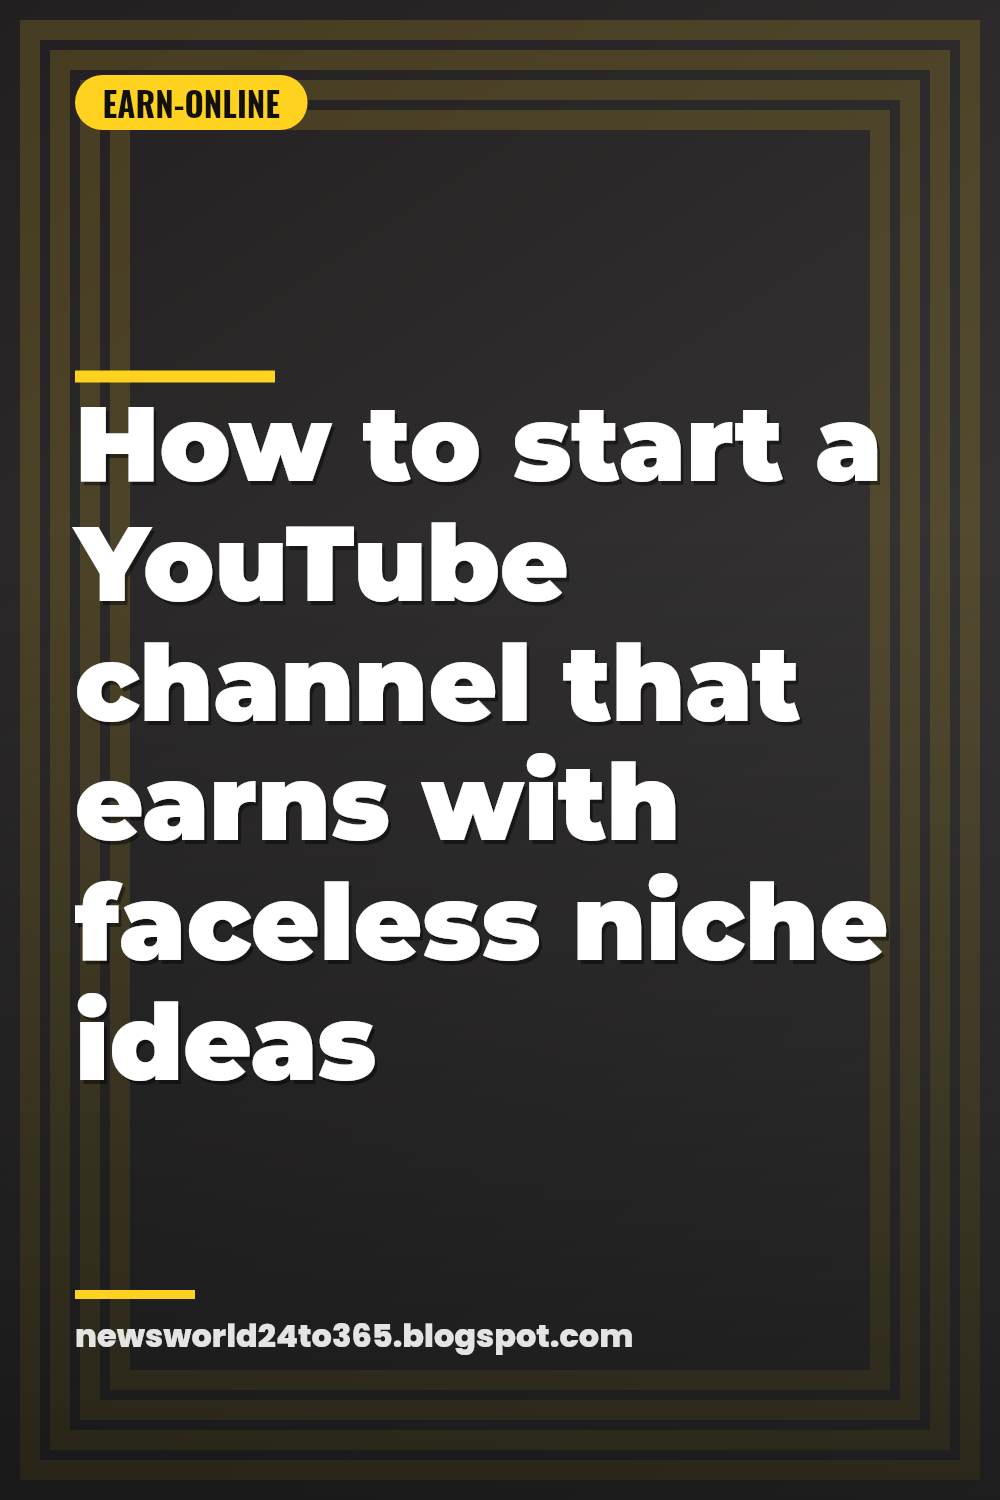 EARN-ONLINE
How to start a
YouTube
channel that
earns with
faceless niche
ideas
newsworld24to365.blogspot.com